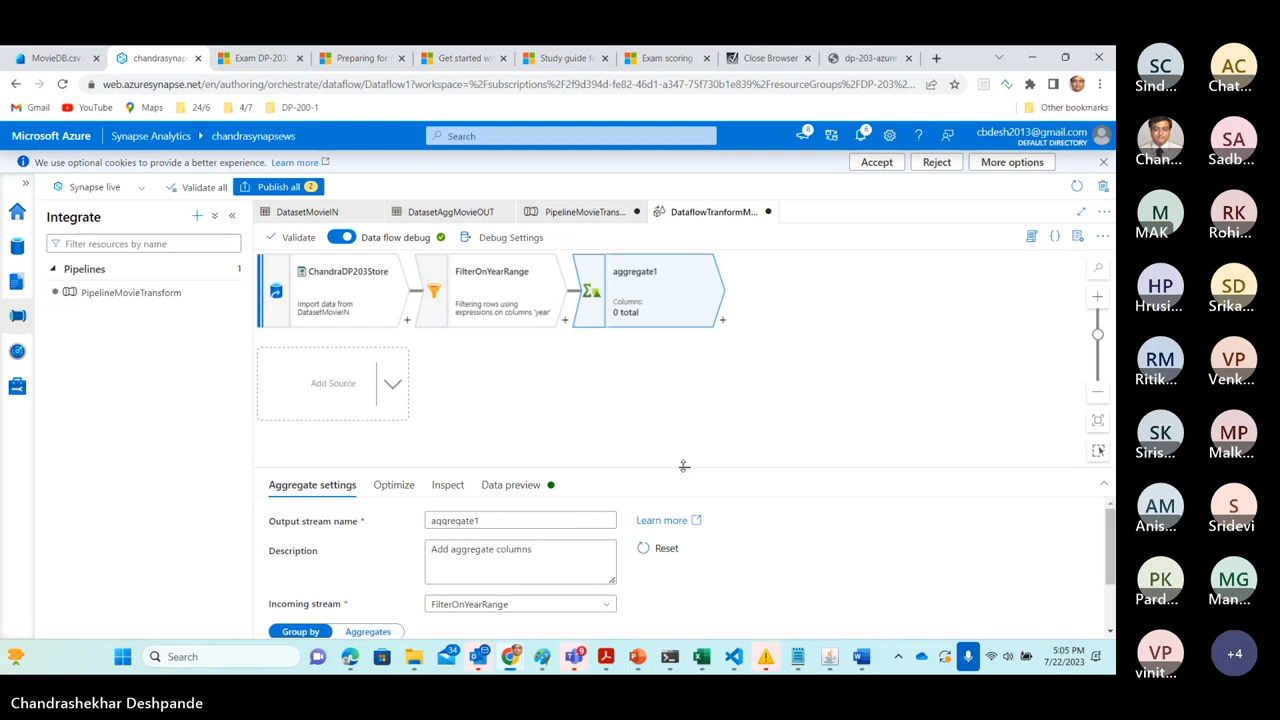 MovieDB.csv
chandrasynaps
Exam DP-203
Preparing for
Get started w
Study guide fo
Exam scoring
Close Browser
dp-203-azure
web.azuresynapse.net/en/authoring/orchestrate/dataflow/Dataflow1?workspace=%2Fsubscriptions%2F2f9d394d-fe82-46d1-a347-75f730b1e839%2FresourceGroups%2FDP-203%2...
Gmail
YouTube
Maps
24/6
4/7
DP-200-1
Other bookmarks
Microsoft Azure
Synapse Analytics
chandrasynapsews
Search
8
6
cbdesh2013@gmail.com
DEFAULT DIRECTORY
We use optional cookies to provide a better experience. Learn more
Accept
Reject
More options
Synapse live
Validate all
Publish all 2
Integrate
Filter resources by name
Pipelines
1
PipelineMovieTransform
DatasetMovieIN
DatasetAggMovieOUT
PipelineMovieTrans...
DataflowTranformM...
Validate
Data flow debug
Debug Settings
ChandraDP203Store
Import data from
DatasetMovieIN
FilterOnYearRange
Filtering rows using
expressions on columns 'year'
aggregate1
Columns:
0 total
Add Source
Aggregate settings
Optimize
Inspect
Data preview
Output stream name *
aggregate1
Learn more
Description
Add aggregate columns
Reset
Incoming stream *
FilterOnYearRange
Group by
Aggregates
Search
34
9
5:05 PM
7/22/2023
SC
Sind...
AC
Chat...
Chan...
SA
Sadb...
M
MAK
RK
Rohi...
HP
Hrusi...
SD
Srika...
RM
Ritik...
VP
Venk...
SK
Siris...
MP
Malk...
AM
Anis...
S
Sridevi
PK
Pard...
MG
Man...
VP
vinit...
+4
Chandrashekhar Deshpande